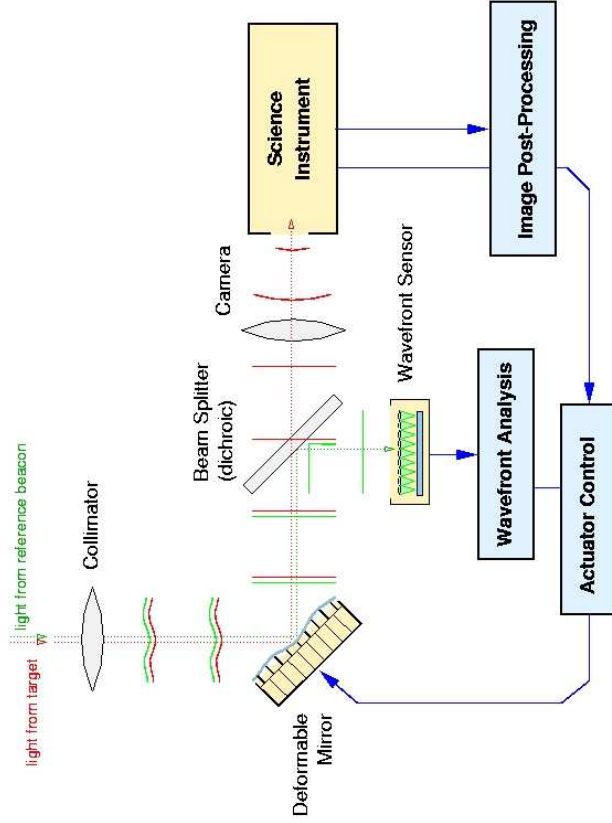 light from target
light from reference beacon
Collimator
Deformable
Mirror
Beam Splitter
(dichroic)
Camera
Science
Instrument
Wavefront Sensor
Wavefront Analysis
Actuator Control
Image Post-Processing